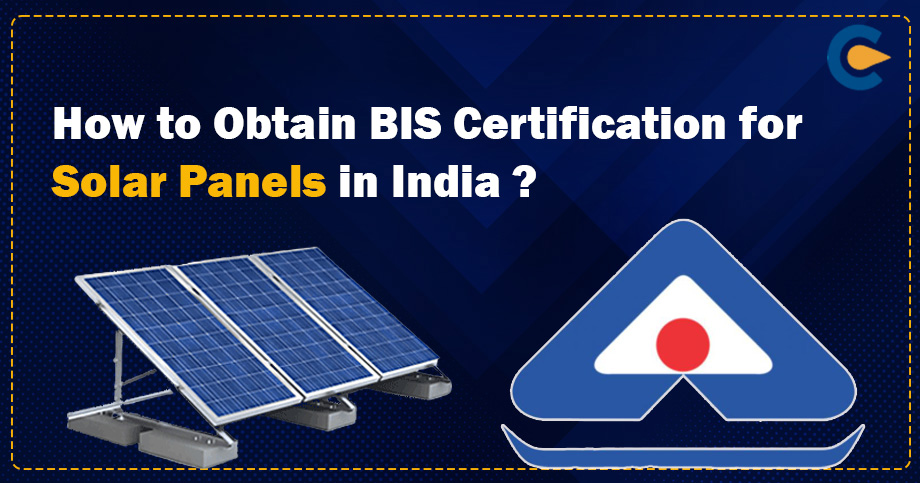 How to Obtain BIS Certification for
Solar Panels in India ?